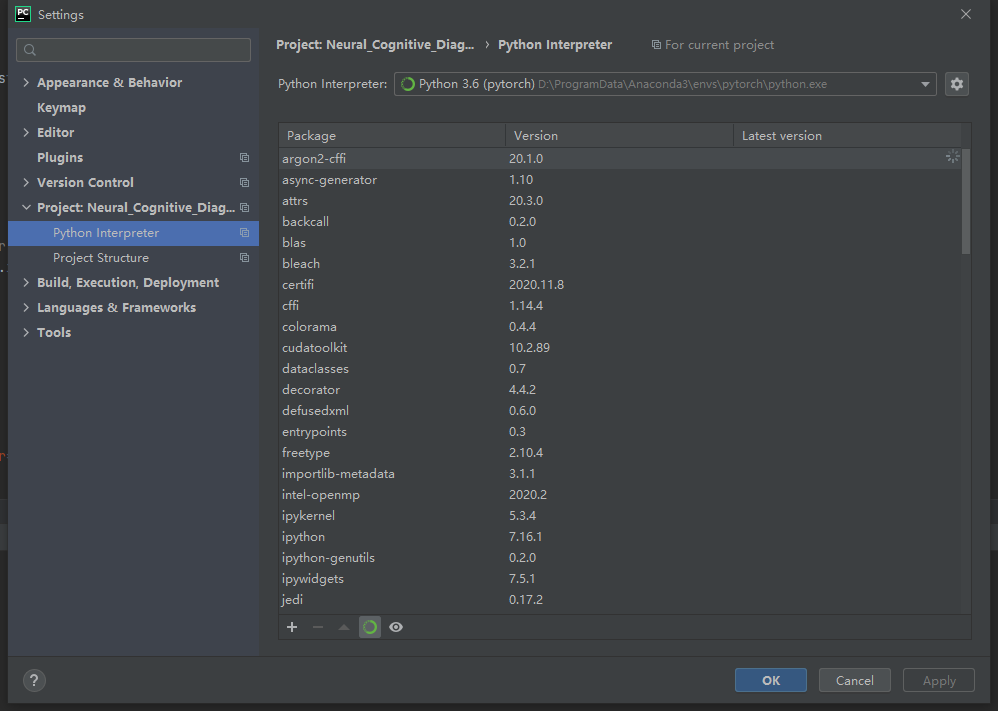 PC Settings
Project: Neural_Cognitive_Diag... › Python Interpreter For current project
Appearance & Behavior
Keymap
Editor
Plugins
Version Control
Project: Neural_Cognitive_Diag...
Python Interpreter
Project Structure
Build, Execution, Deployment
Languages & Frameworks
Tools
Python Interpreter: Python 3.6 (pytorch) D:\ProgramData\Anaconda3\envs\pytorch\python.exe
Package Version Latest version
argon2-cffi 20.1.0
async-generator 1.10
attrs 20.3.0
backcall 0.2.0
blas 1.0
bleach 3.2.1
certifi 2020.11.8
cffi 1.14.4
colorama 0.4.4
cudatoolkit 10.2.89
dataclasses 0.7
decorator 4.4.2
defusedxml 0.6.0
entrypoints 0.3
freetype 2.10.4
importlib-metadata 3.1.1
intel-openmp 2020.2
ipykernel 5.3.4
ipython 7.16.1
ipython-genutils 0.2.0
ipywidgets 7.5.1
jedi 0.17.2
? OK Cancel Apply